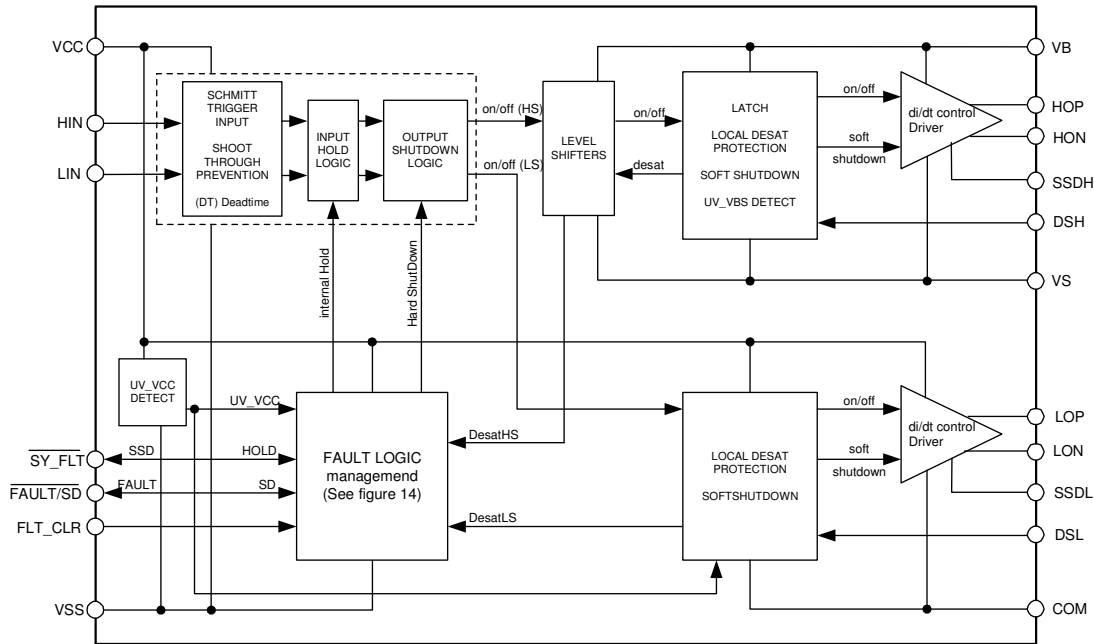 VCC
HIN
LIN
SCHMITT
TRIGGER
INPUT
SHOOT
THROUGH
PREVENTION
(DT) Deadtime
INPUT
HOLD
LOGIC
OUTPUT
SHUTDOWN
LOGIC
on/off (HS)
on/off (LS)
LEVEL
SHIFTERS
on/off
desat
LATCH
LOCAL DESAT
PROTECTION
SOFT SHUTDOWN
UV_VBS DETECT
on/off
soft
shutdown
di/dt control
Driver
VB
HOP
HON
SSDH
DSH
VS
internal Hold
Hard ShutDown
UV_VCC
DETECT
UV_VCC
SY_FLT
SSD
HOLD
FAULT/SD
FAULT
SD
FLT_CLR
VSS
FAULT LOGIC
managemend
(See figure 14)
DesatHS
DesatLS
LOCAL DESAT
PROTECTION
SOFTSHUTDOWN
on/off
soft
shutdown
di/dt control
Driver
LOP
LON
SSDL
DSL
COM